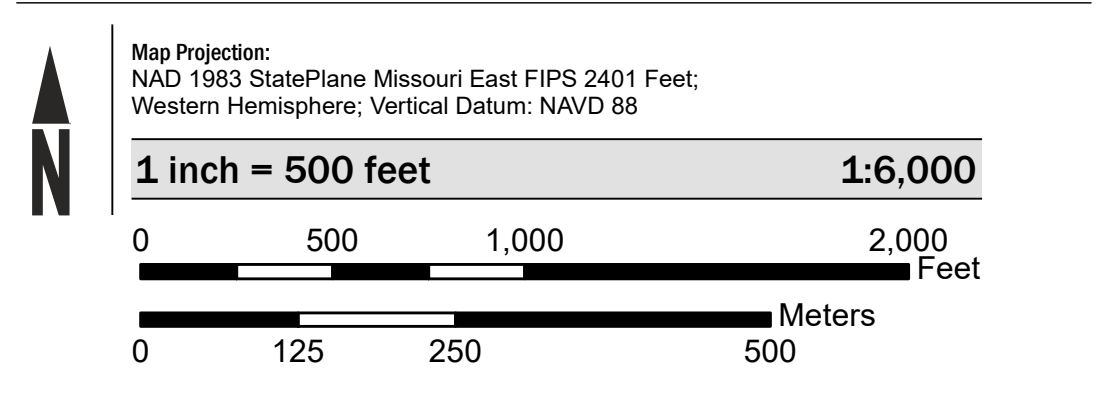 Map Projection:
NAD 1983 StatePlane Missouri East FIPS 2401 Feet;
Western Hemisphere; Vertical Datum: NAVD 88
N
1 inch = 500 feet 1:6,000
0 500 1,000 2,000
Feet
Meters
0 125 250 500